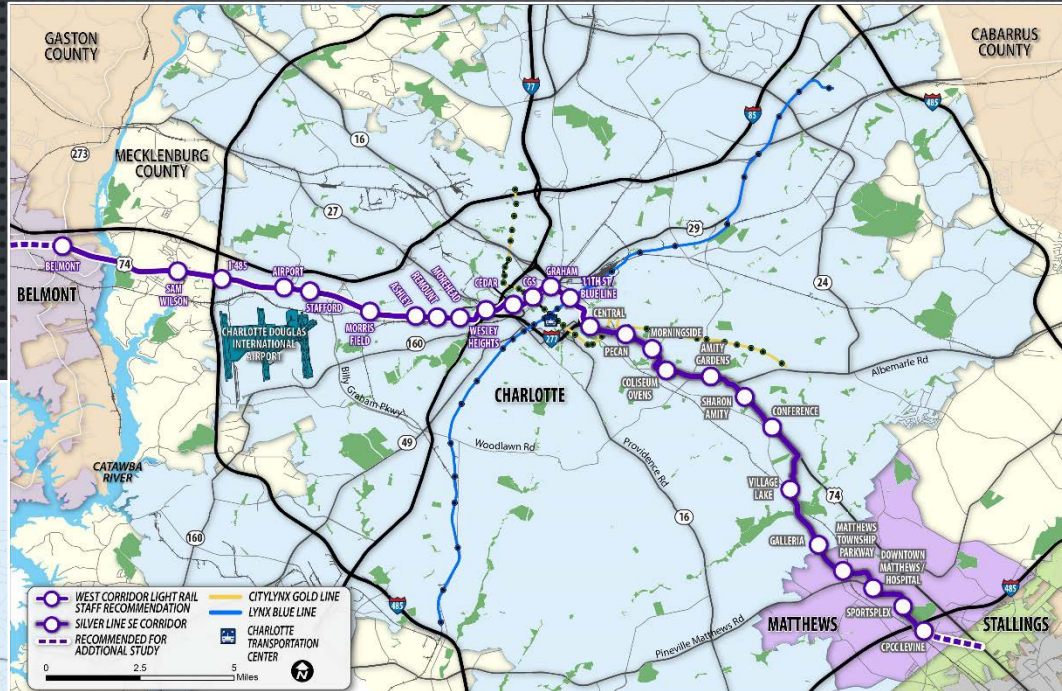 GASTON
COUNTY
CABARRUS
COUNTY
77
85
485
16
273
MECKLENBURG
COUNTY
27
29
24
BELMONT
74
SAM
WILSON
I-485
AIRPORT
STAFFORD
MORRIS
FIELD
ASHLEY
REMOUNT
MOREHEAD
CEDAR
WESLEY
HEIGHTS
CGS
GRAHAM
11TH ST/
BLUE LINE
CENTRAL
277
PECAN
MORNINGSIDE
COLISEUM
OVENS
AMITY
GARDENS
SHARON
AMITY
CONFERENCE
Albemarle Rd
BELMONT
CHARLOTTE DOUGLAS
INTERNATIONAL
AIRPORT
160
Billy
Graham Pkwy
CHARLOTTE
49
Woodlawn Rd
Providence Rd
CATAWBA
RIVER
160
16
VILLAGE
LAKE
74
GALLERIA
MATTHEWS
TOWNSHIP
PARKWAY
DOWNTOWN
MATTHEWS/
HOSPITAL
SPORTSPLEX
CPCC LEVINE
485
485
Pineville Matthews Rd
MATTHEWS
STALLINGS
WEST CORRIDOR LIGHT RAIL
STAFF RECOMMENDATION
SILVER LINE SE CORRIDOR
RECOMMENDED FOR
ADDTIONAL STUDY
CITYLYNX GOLD LINE
LYNX BLUE LINE
CHARLOTTE
TRANSPORTATION
CENTER
0 2.5 5
Miles
N